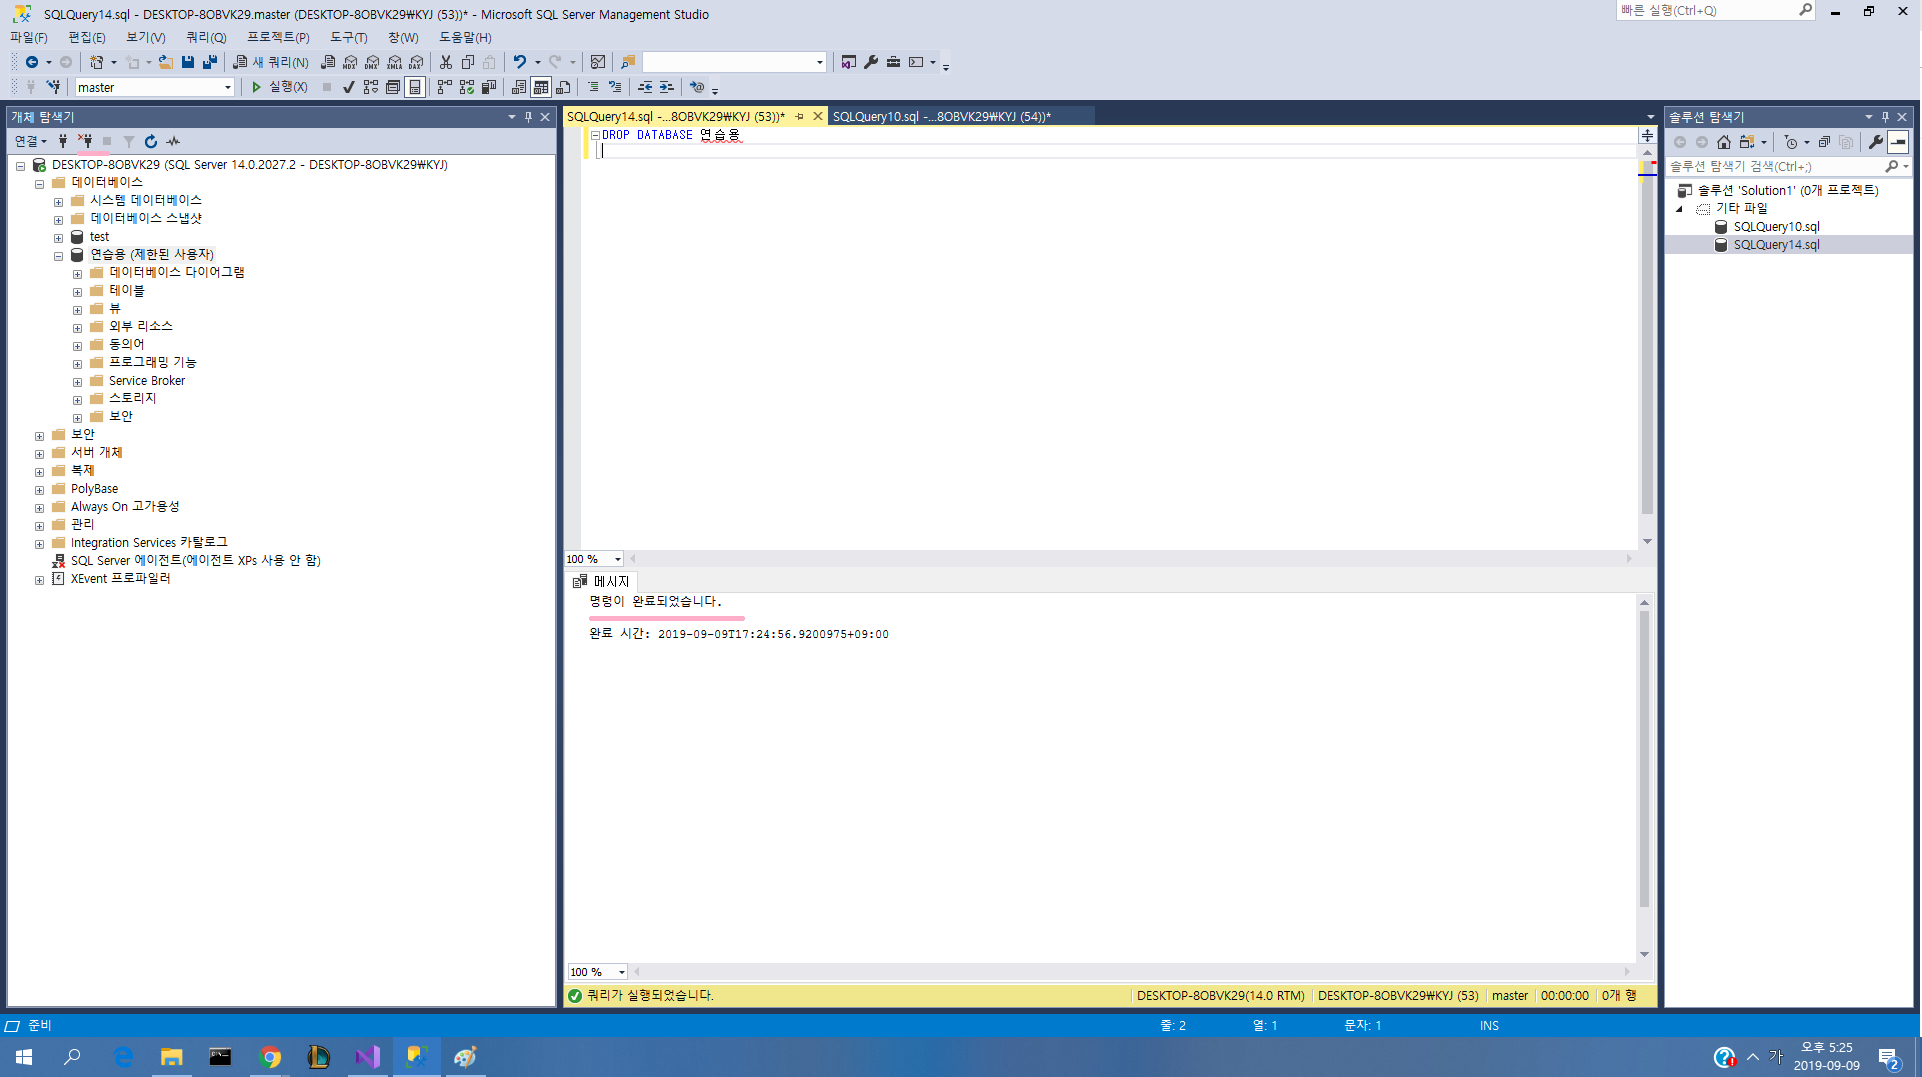 SQLQuery14.sql - DESKTOP-8OBVK29.master (DESKTOP-8OBVK29₩KYJ (53))* - Microsoft SQL Server Management Studio
빠른 실행(Ctrl+Q)
파일(F) 편집(E) 보기(V) 쿼리(Q) 프로젝트(P) 도구(T) 창(W) 도움말(H)
새 쿼리(N) MDX DMX XMLA DAX
master 실행(X)
개체 탐색기
연결
DESKTOP-8OBVK29 (SQL Server 14.0.2027.2 - DESKTOP-8OBVK29₩KYJ)
데이터베이스
시스템 데이터베이스
데이터베이스 스냅샷
test
연습용 (제한된 사용자)
데이터베이스 다이어그램
테이블
뷰
외부 리소스
동의어
프로그래밍 기능
Service Broker
스토리지
보안
보안
서버 개체
복제
PolyBase
Always On 고가용성
관리
Integration Services 카탈로그
SQL Server 에이전트(에이전트 XPs 사용 안 함)
XEvent 프로파일러
SQLQuery14.sql -...8OBVK29₩KYJ (53))* SQLQuery10.sql -...8OBVK29₩KYJ (54))*
DROP DATABASE 연습용
100 %
메시지
명령이 완료되었습니다.
완료 시간: 2019-09-09T17:24:56.9200975+09:00
100 %
쿼리가 실행되었습니다. DESKTOP-8OBVK29(14.0 RTM) DESKTOP-8OBVK29₩KYJ (53) master 00:00:00 0개 행
솔루션 탐색기
솔루션 탐색기 검색(Ctrl+;)
솔루션 'Solution1' (0개 프로젝트)
기타 파일
SQLQuery10.sql
SQLQuery14.sql
준비 줄: 2 열: 1 문자: 1 INS
가 오후 5:25
2019-09-09
2